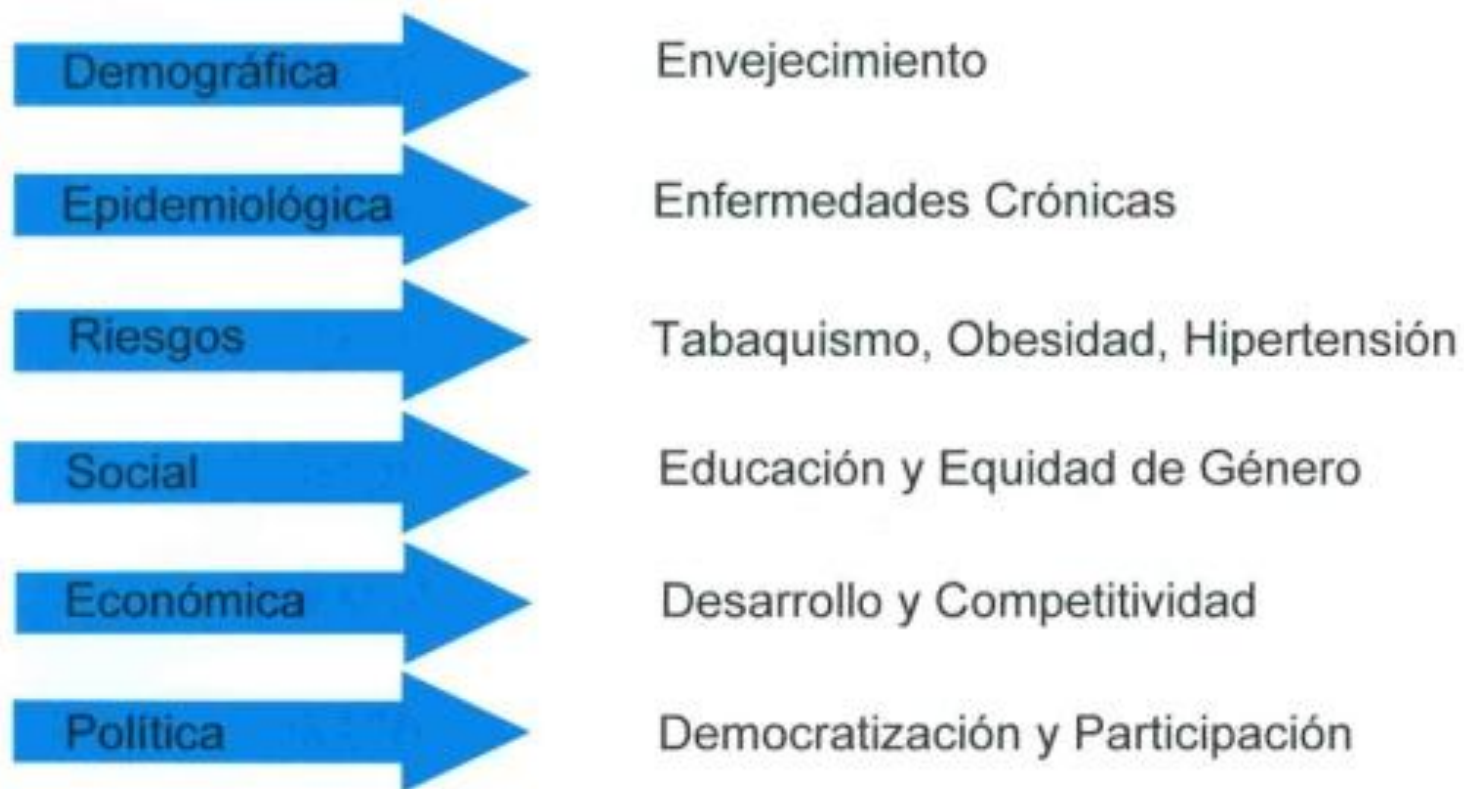 Demográfica Envejecimiento
Epidemiológica Enfermedades Crónicas
Riesgos Tabaquismo, Obesidad, Hipertensión
Social Educación y Equidad de Género
Económica Desarrollo y Competitividad
Política Democratización y Participación